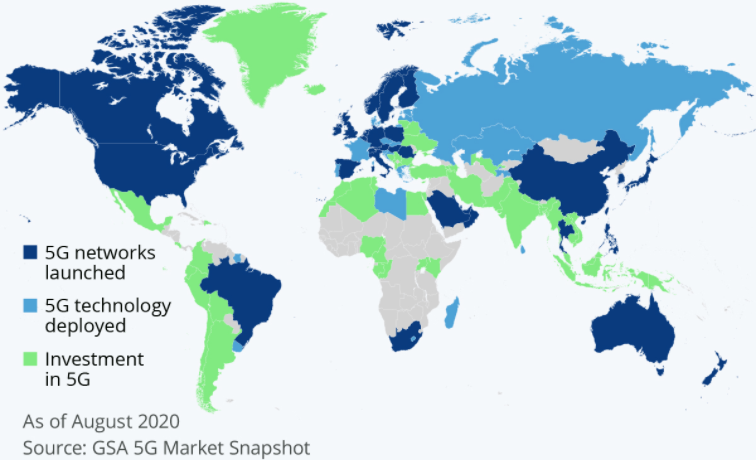 5G networks
launched
5G technology
deployed
Investment
in 5G
As of August 2020
Source: GSA 5G Market Snapshot